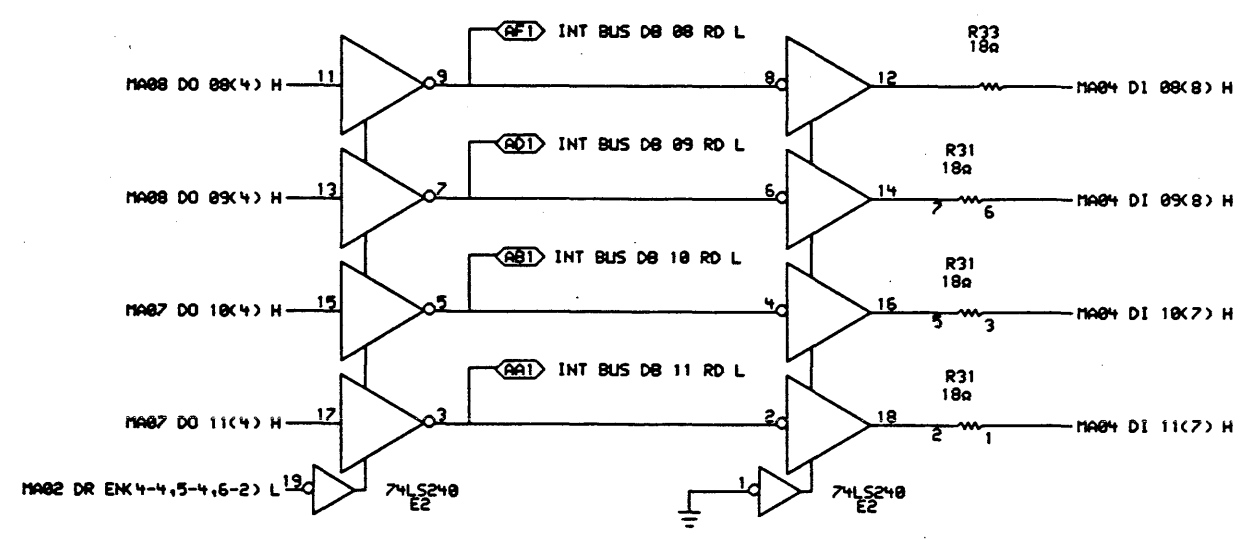 AF1 INT BUS DB 08 RD L
R33
18Ω
MA08 DO 08(4) H 11 9 8 12 MA04 DI 08(8) H
AD1 INT BUS DB 09 RD L
R31
18Ω
MA08 DO 09(4) H 13 7 6 14 7 6 MA04 DI 09(8) H
AB1 INT BUS DB 10 RD L
R31
18Ω
MA07 DO 10(4) H 15 5 4 16 5 3 MA04 DI 10(7) H
AA1 INT BUS DB 11 RD L
R31
18Ω
MA07 DO 11(4) H 17 3 2 18 2 1 MA04 DI 11(7) H
MA02 DR EN(4-4,5-4,6-2) L 19 74LS240 1 74LS240
E2 E2